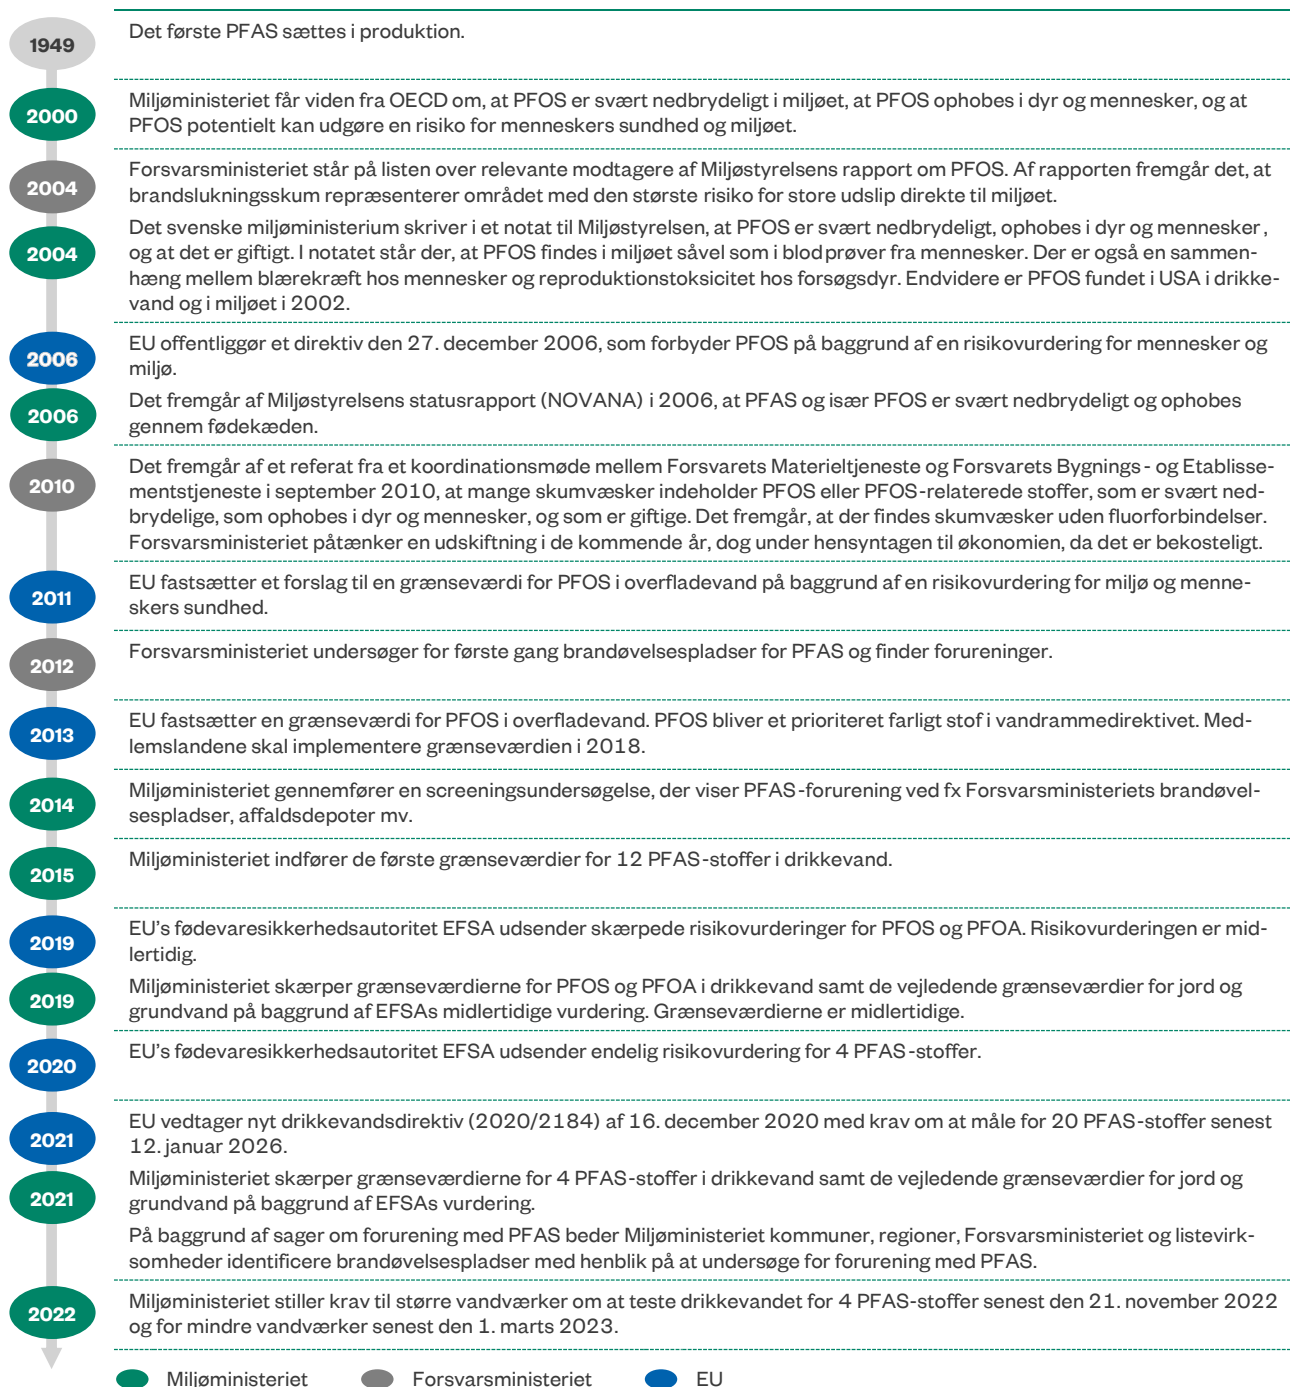 1949
Det første PFAS sættes i produktion.
2000
Miljøministeriet får viden fra OECD om, at PFOS er svært nedbrydeligt i miljøet, at PFOS ophobes i dyr og mennesker, og at
PFOS potentielt kan udgøre en risiko for menneskers sundhed og miljøet.
2004
Forsvarsministeriet står på listen over relevante modtagere af Miljøstyrelsens rapport om PFOS. Af rapporten fremgår det, at
brandslukningsskum repræsenterer området med den største risiko for store udslip direkte til miljøet.
2004
Det svenske miljøministerium skriver i et notat til Miljøstyrelsen, at PFOS er svært nedbrydeligt, ophobes i dyr og mennesker,
og at det er giftigt. I notatet står der, at PFOS findes i miljøet såvel som i blodprøver fra mennesker. Der er også en sammen-
hæng mellem blærekræft hos mennesker og reproduktionstoksicitet hos forsøgsdyr. Endvidere er PFOS fundet i USA i drikke-
vand og i miljøet i 2002.
2006
EU offentliggør et direktiv den 27. december 2006, som forbyder PFOS på baggrund af en risikovurdering for mennesker og
miljø.
2006
Det fremgår af Miljøstyrelsens statusrapport (NOVANA) i 2006, at PFAS og især PFOS er svært nedbrydeligt og ophobes
gennem fødekæden.
2010
Det fremgår af et referat fra et koordinationsmøde mellem Forsvarets Materieltjeneste og Forsvarets Bygnings- og Etablisse-
mentstjeneste i september 2010, at mange skumvæsker indeholder PFOS eller PFOS-relaterede stoffer, som er svært ned-
brydelige, som ophobes i dyr og mennesker, og som er giftige. Det fremgår, at der findes skumvæsker uden fluorforbindelser.
Forsvarsministeriet påtænker en udskiftning i de kommende år, dog under hensyntagen til økonomien, da det er bekosteligt.
2011
EU fastsætter et forslag til en grænseværdi for PFOS i overfladevand på baggrund af en risikovurdering for miljø og menne-
skers sundhed.
2012
Forsvarsministeriet undersøger for første gang brandøvelsespladser for PFAS og finder forureninger.
2013
EU fastsætter en grænseværdi for PFOS i overfladevand. PFOS bliver et prioriteret farligt stof i vandrammedirektivet. Med-
lemslandene skal implementere grænseværdien i 2018.
2014
Miljøministeriet gennemfører en screeningsundersøgelse, der viser PFAS-forurening ved fx Forsvarsministeriets brandøvel-
sespladser, affaldsdepoter mv.
2015
Miljøministeriet indfører de første grænseværdier for 12 PFAS-stoffer i drikkevand.
2019
EU's fødevaresikkerhedsautoritet EFSA udsender skærpede risikovurderinger for PFOS og PFOA. Risikovurderingen er mid-
lertidig.
2019
Miljøministeriet skærper grænseværdierne for PFOS og PFOA i drikkevand samt de vejledende grænseværdier for jord og
grundvand på baggrund af EFSAs midlertidige vurdering. Grænseværdierne er midlertidige.
2020
EU's fødevaresikkerhedsautoritet EFSA udsender endelig risikovurdering for 4 PFAS-stoffer.
2021
EU vedtager nyt drikkevandsdirektiv (2020/2184) af 16. december 2020 med krav om at måle for 20 PFAS-stoffer senest
12. januar 2026.
2021
Miljøministeriet skærper grænseværdierne for 4 PFAS-stoffer i drikkevand samt de vejledende grænseværdier for jord og
grundvand på baggrund af EFSAs vurdering.
På baggrund af sager om forurening med PFAS beder Miljøministeriet kommuner, regioner, Forsvarsministeriet og listevirk-
somheder identificere brandøvelsespladser med henblik på at undersøge for forurening med PFAS.
2022
Miljøministeriet stiller krav til større vandværker om at teste drikkevandet for 4 PFAS-stoffer senest den 21. november 2022
og for mindre vandværker senest den 1. marts 2023.
Miljøministeriet Forsvarsministeriet EU